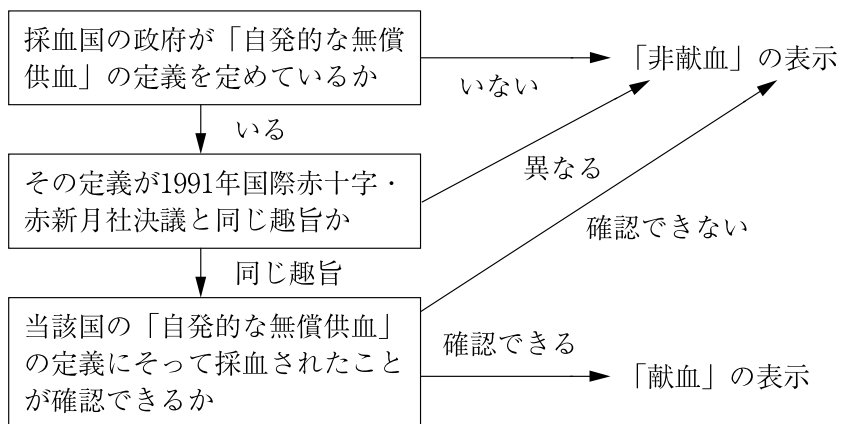 採血国の政府が「自発的な無償
供血」の定義を定めているか
いない
「非献血」の表示
いる
その定義が1991年国際赤十字・
赤新月社決議と同じ趣旨か
異なる
確認できない
同じ趣旨
当該国の「自発的な無償供血」
の定義にそって採血されたこと
が確認できるか
確認できる
「献血」の表示